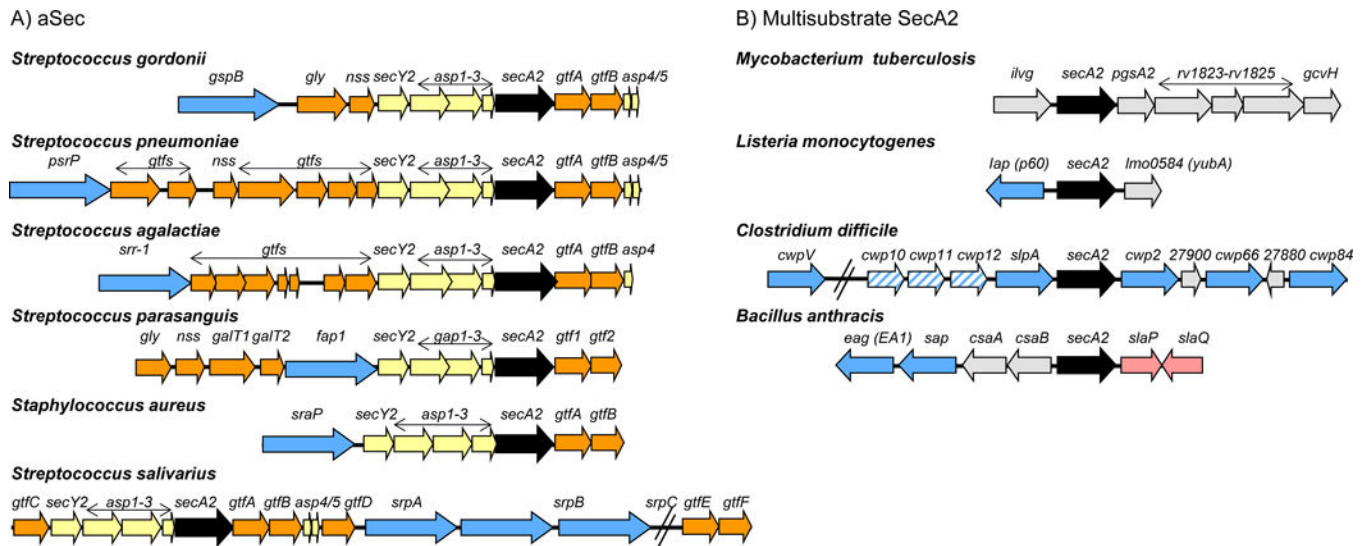 A) aSec
Streptococcus gordonii
gspB gly nss secY2 asp1-3 secA2 gtfA gtfB asp4/5
Streptococcus pneumoniae
psrP gtfs nss gtfs secY2 asp1-3 secA2 gtfA gtfB asp4/5
Streptococcus agalactiae
srr-1 gtfs secY2 asp1-3 secA2 gtfA gtfB asp4
Streptococcus parasanguis
gly nss galT1 galT2 fap1 secY2 gap1-3 secA2 gtf1 gtf2
Staphylococcus aureus
sraP secY2 asp1-3 secA2 gtfA gtfB
Streptococcus salivarius
gtfC secY2 asp1-3 secA2 gtfA gtfB asp4/5 gtfD srpA srpB srpC gtfE gtfF
B) Multisubstrate SecA2
Mycobacterium tuberculosis
ilvg secA2 pgsA2 rv1823-rv1825 gcvH
Listeria monocytogenes
Iap (p60) secA2 lmo0584 (yubA)
Clostridium difficile
cwpV cwp10 cwp11 cwp12 slpA secA2 cwp2 27900 cwp66 27880 cwp84
Bacillus anthracis
eag (EA1) sap csaA csaB secA2 slaP slaQ